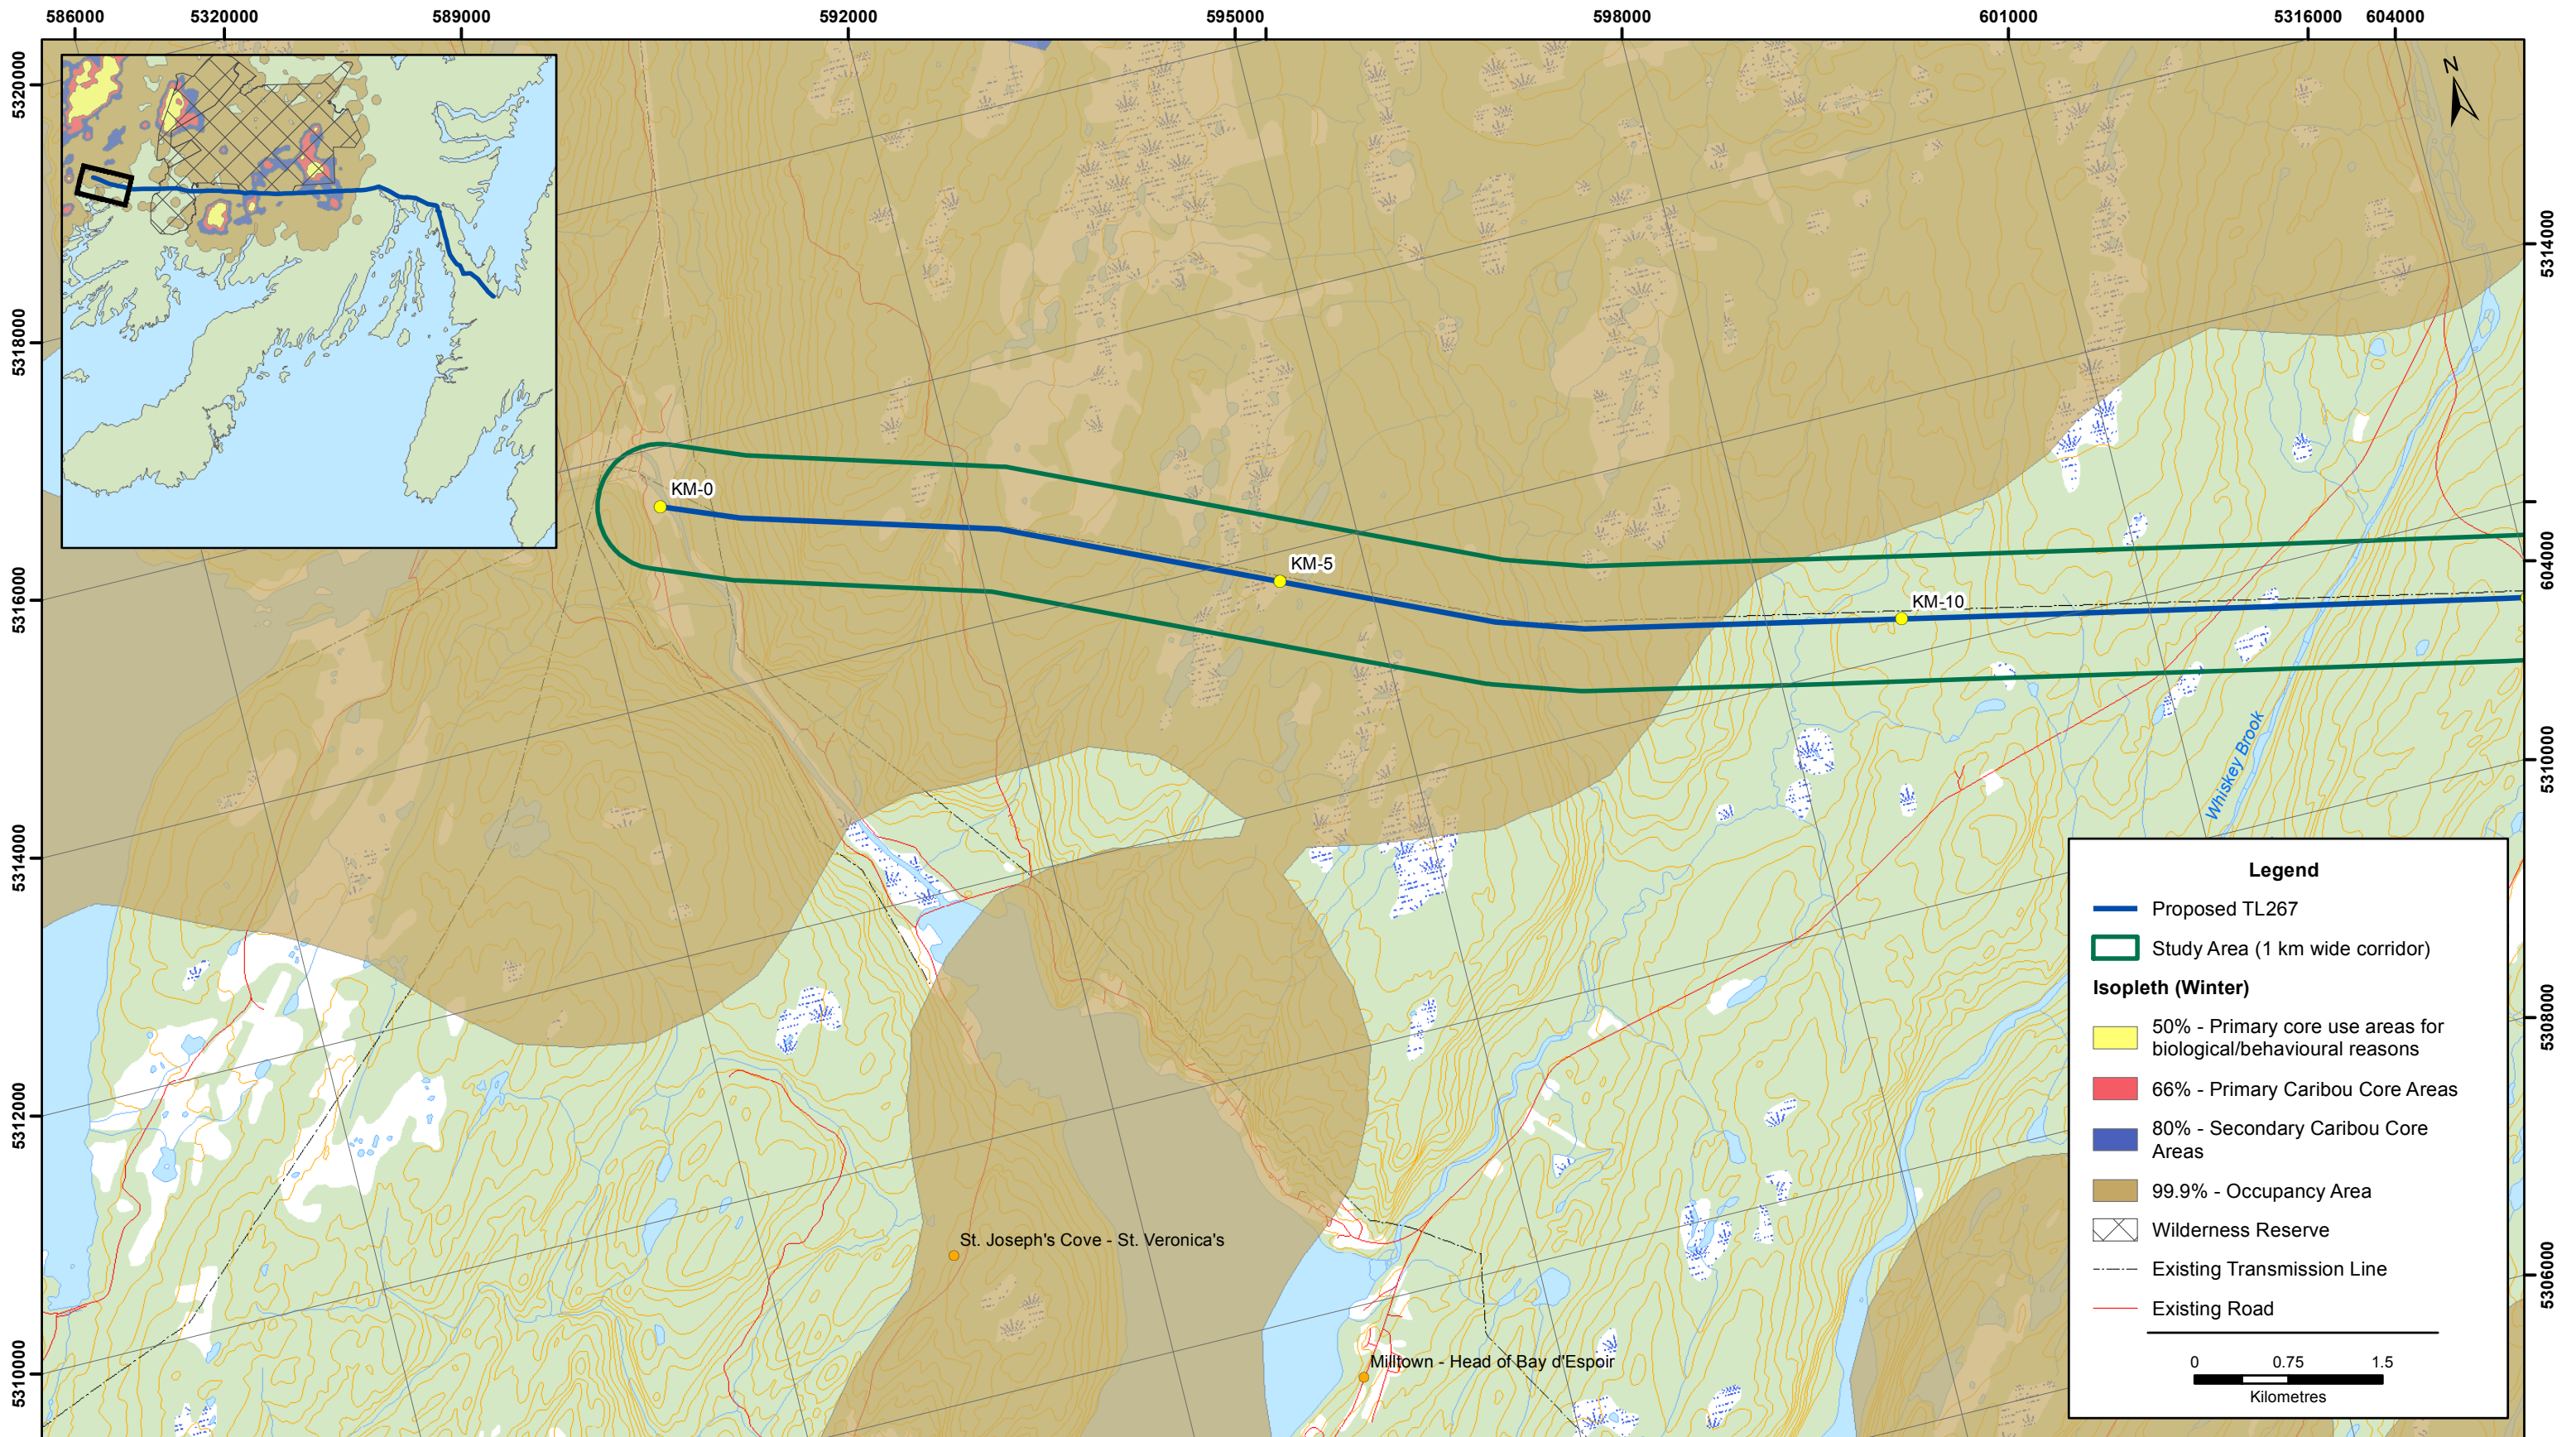 586000 5320000 589000 592000 595000 598000 601000 5316000 604000
5320000
5318000
5316000
5314000
5312000
5310000
5314000
604000
5310000
5308000
5306000
N
KM-0
KM-5
KM-10
Whiskey Brook
St. Joseph's Cove - St. Veronica's
Milltown - Head of Bay d'Espoir
Legend
Proposed TL267
Study Area (1 km wide corridor)
Isopleth (Winter)
50% - Primary core use areas for
biological/behavioural reasons
66% - Primary Caribou Core Areas
80% - Secondary Caribou Core
Areas
99.9% - Occupancy Area
Wilderness Reserve
Existing Transmission Line
Existing Road
0 0.75 1.5
Kilometres